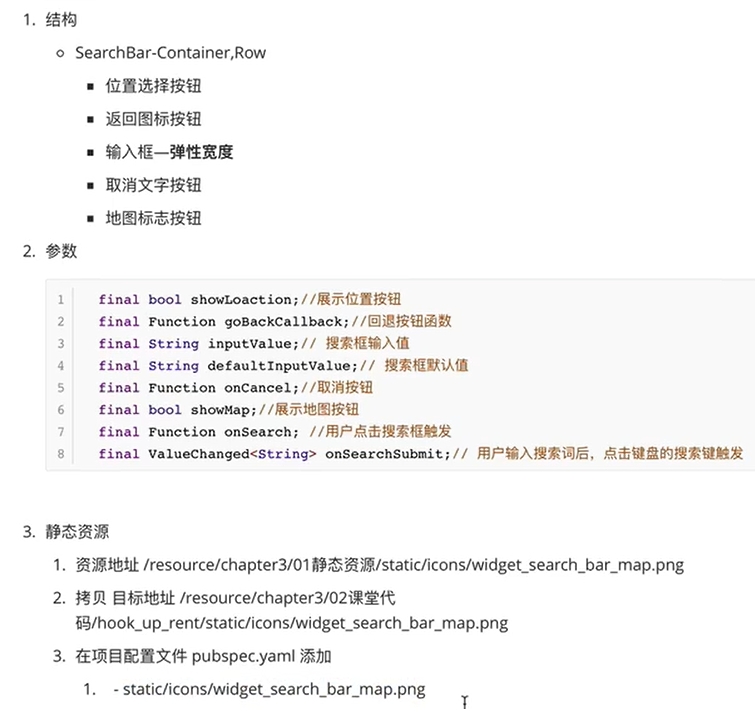 1. 结构
SearchBar-Container,Row
位置选择按钮
返回图标按钮
输入框—弹性宽度
取消文字按钮
地图标志按钮
2. 参数
1 final bool showLoaction;//展示位置按钮
2 final Function goBackCallback;//回退按钮函数
3 final String inputValue;// 搜索框输入值
4 final String defaultInputValue;// 搜索框默认值
5 final Function onCancel;//取消按钮
6 final bool showMap;//展示地图按钮
7 final Function onSearch; //用户点击搜索框触发
8 final ValueChanged<String> onSearchSubmit;// 用户输入搜索词后，点击键盘的搜索键触发
3. 静态资源
1. 资源地址 /resource/chapter3/01静态资源/static/icons/widget_search_bar_map.png
2. 拷贝 目标地址 /resource/chapter3/02课堂代
码/hook_up_rent/static/icons/widget_search_bar_map.png
3. 在项目配置文件 pubspec.yaml 添加
1. - static/icons/widget_search_bar_map.png